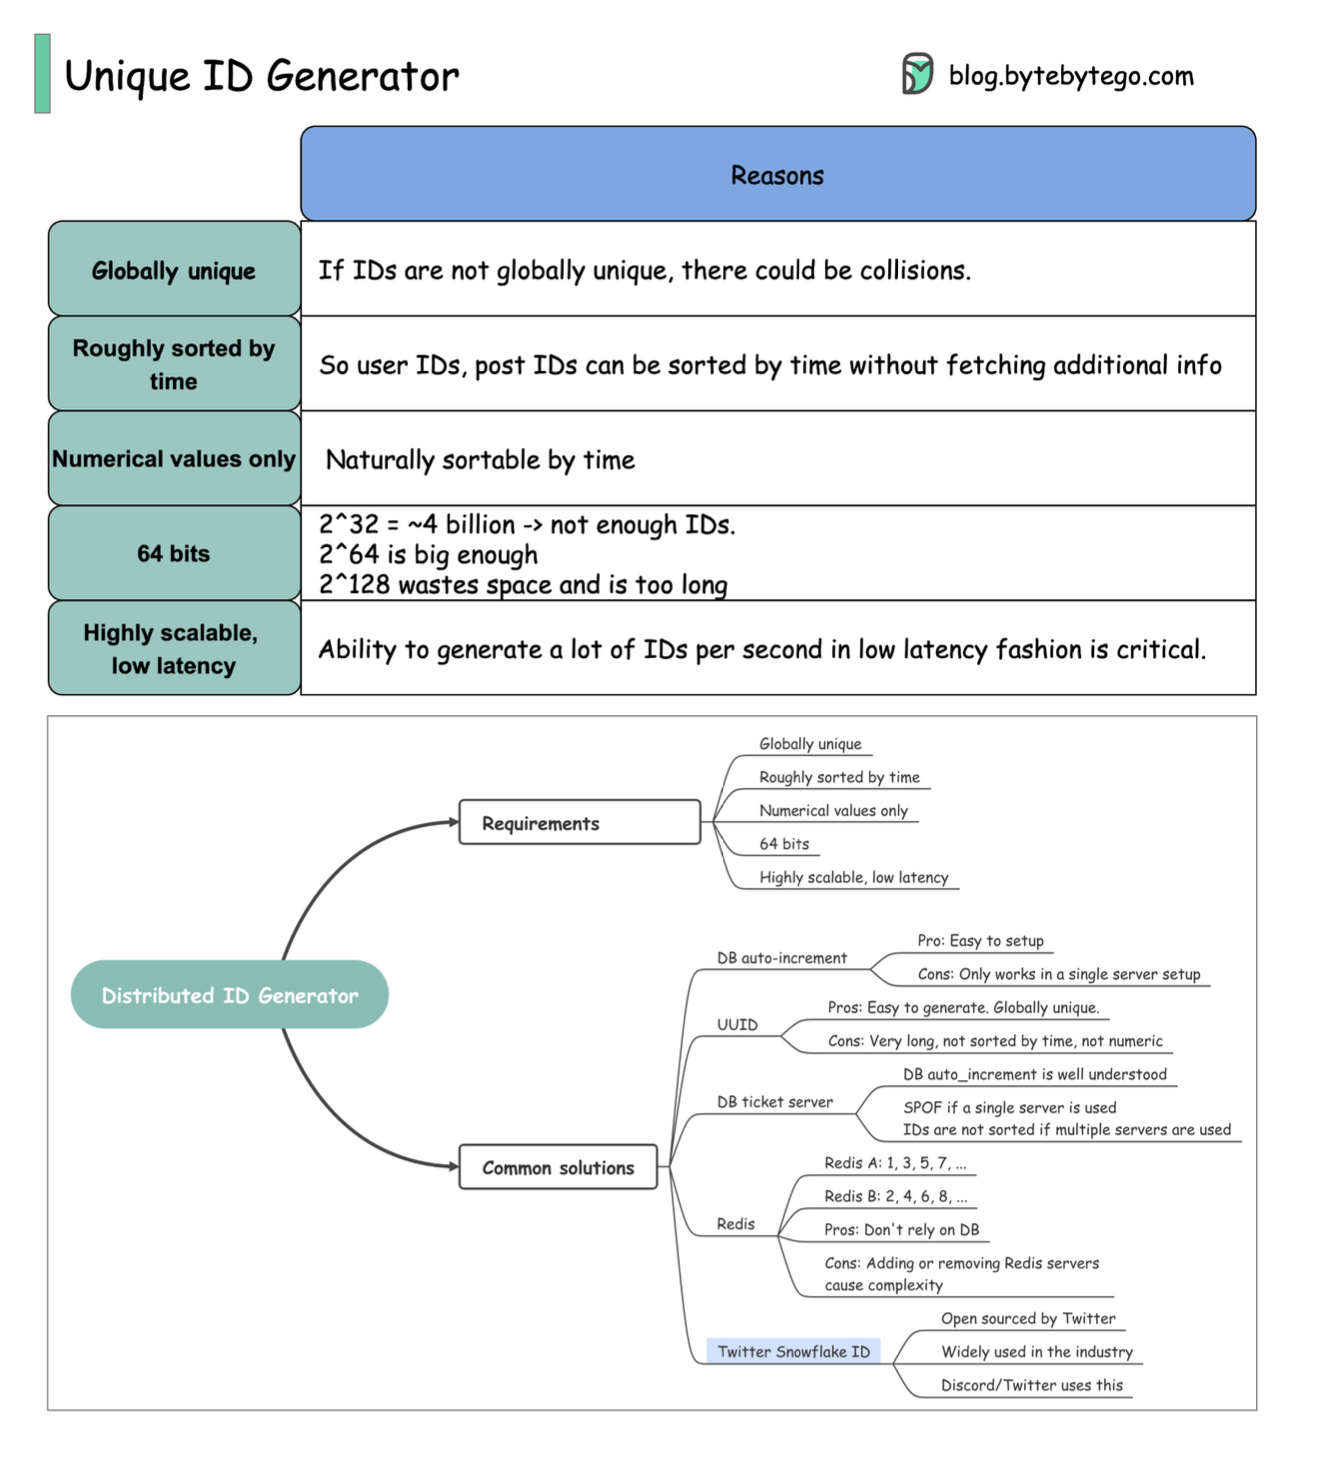 Unique ID Generator
blog.bytebytego.com
Reasons
Globally unique
If IDs are not globally unique, there could be collisions.
Roughly sorted by
time
So user IDs, post IDs can be sorted by time without fetching additional info
Numerical values only
Naturally sortable by time
64 bits
2^32 = ~4 billion -> not enough IDs.
2^64 is big enough
2^128 wastes space and is too long
Highly scalable,
low latency
Ability to generate a lot of IDs per second in low latency fashion is critical.
Distributed ID Generator
Requirements
Globally unique
Roughly sorted by time
Numerical values only
64 bits
Highly scalable, low latency
Common solutions
DB auto-increment
Pro: Easy to setup
Cons: Only works in a single server setup
UUID
Pros: Easy to generate. Globally unique.
Cons: Very long, not sorted by time, not numeric
DB ticket server
DB auto_increment is well understood
SPOF if a single server is used
IDs are not sorted if multiple servers are used
Redis
Redis A: 1, 3, 5, 7, ...
Redis B: 2, 4, 6, 8, ...
Pros: Don't rely on DB
Cons: Adding or removing Redis servers
cause complexity
Twitter Snowflake ID
Open sourced by Twitter
Widely used in the industry
Discord/Twitter uses this